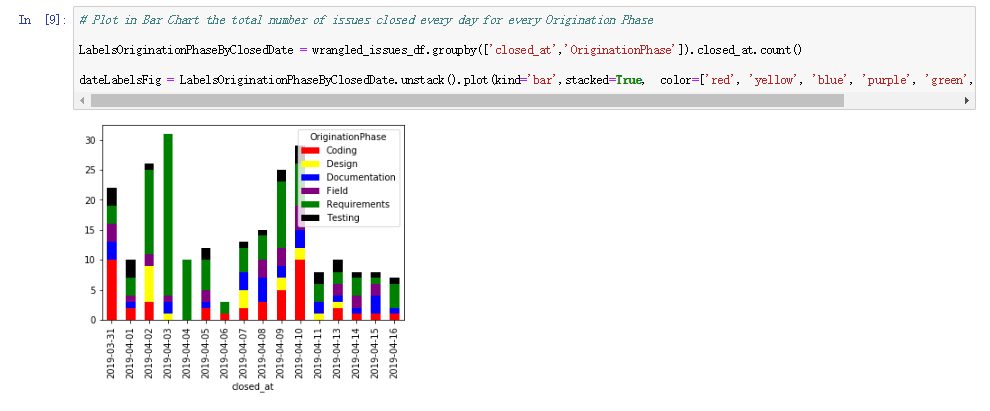 In [9]:
# Plot in Bar Chart the total number of issues closed every day for every Origination Phase
LabelsOriginationPhaseByClosedDate = wrangled_issues_df.groupby(['closed_at','OriginationPhase']).closed_at.count()
dateLabelsFig = LabelsOriginationPhaseByClosedDate.unstack().plot(kind='bar',stacked=True,  color=['red', 'yellow', 'blue', 'purple', 'green',
OriginationPhase
Coding
Design
Documentation
Field
Requirements
Testing
30
25
20
15
10
5
0
2019-03-31
2019-04-01
2019-04-02
2019-04-03
2019-04-04
2019-04-05
2019-04-06
2019-04-07
2019-04-08
2019-04-09
2019-04-10
2019-04-11
2019-04-13
2019-04-14
2019-04-15
2019-04-16
closed_at